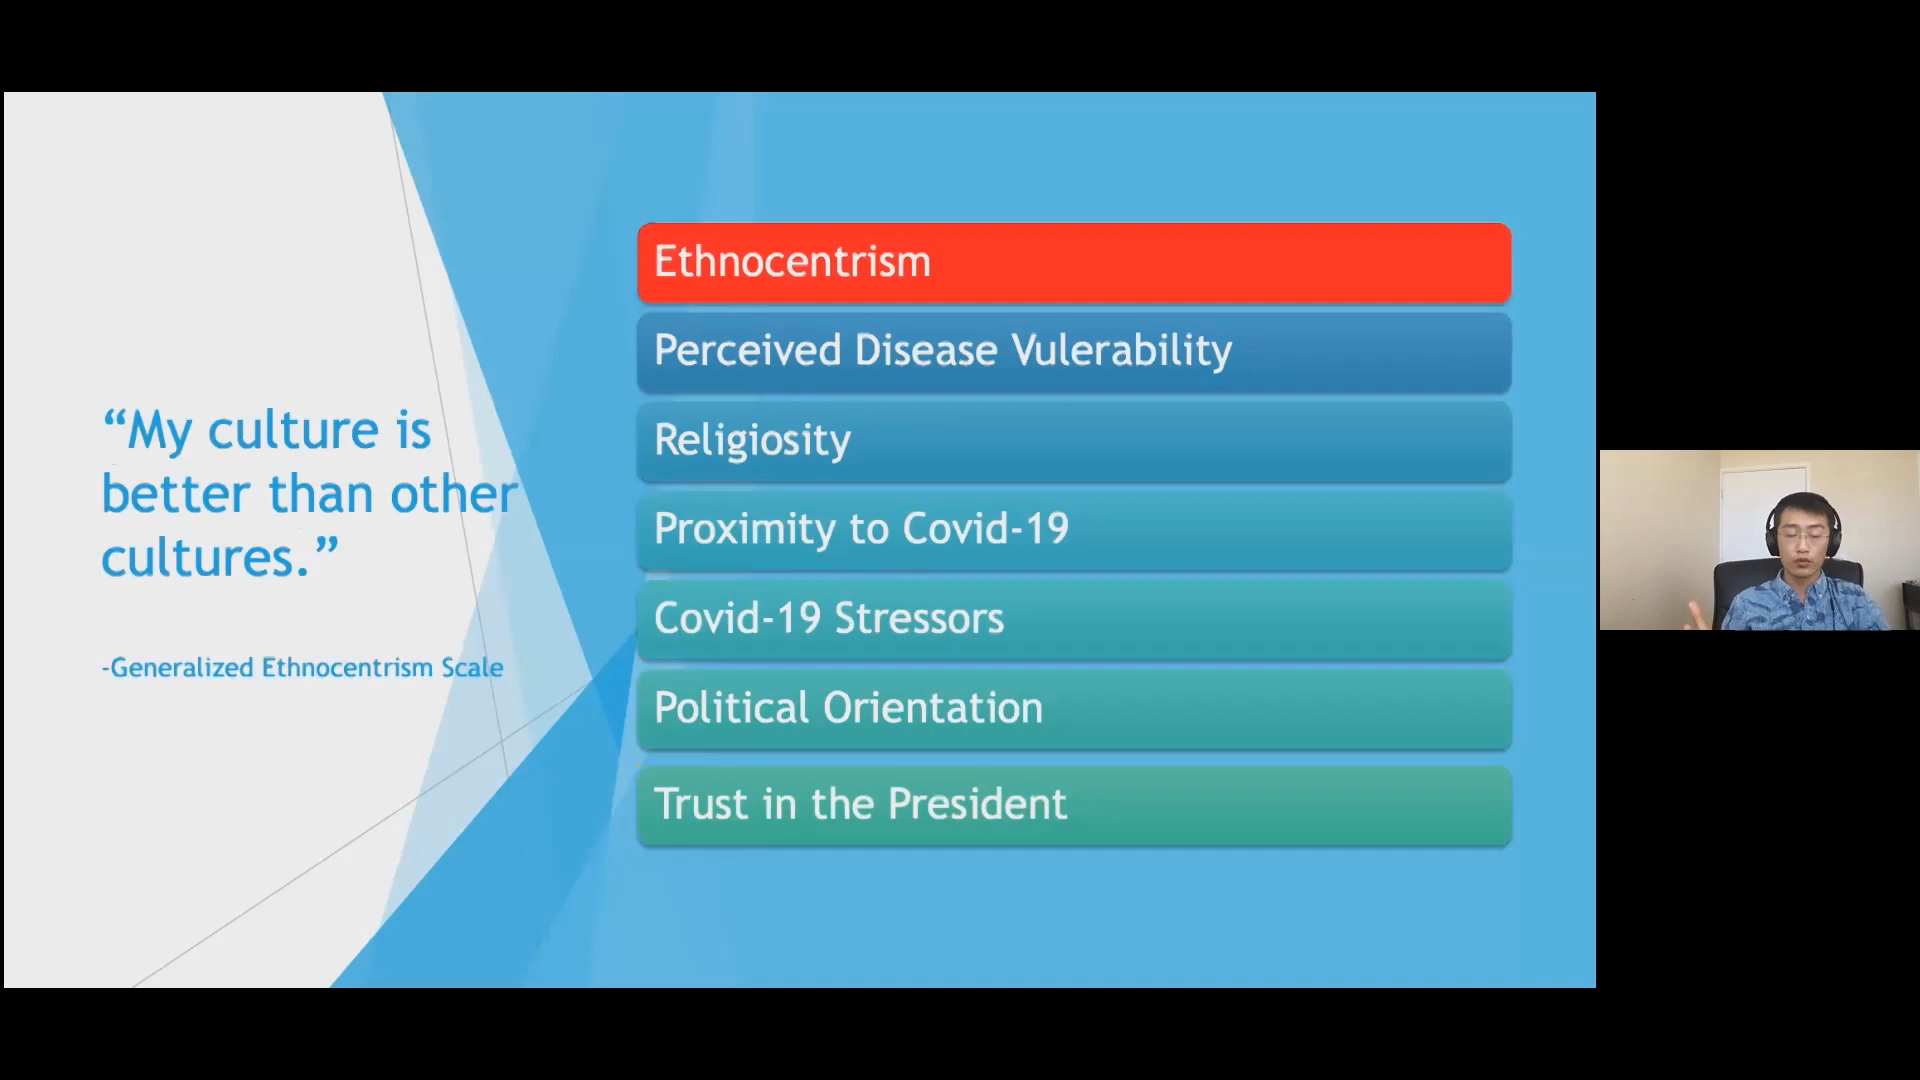 “My culture is
better than other
cultures.”
-Generalized Ethnocentrism Scale
Ethnocentrism
Perceived Disease Vulerability
Religiosity
Proximity to Covid-19
Covid-19 Stressors
Political Orientation
Trust in the President